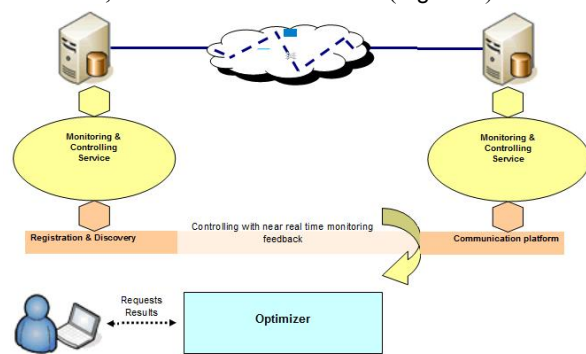 Monitoring &
Controlling
Service
Monitoring &
Controlling
Service
Registration & Discovery
Controlling with near real time monitoring
feedback
Communication platform
Requests
Results
Optimizer